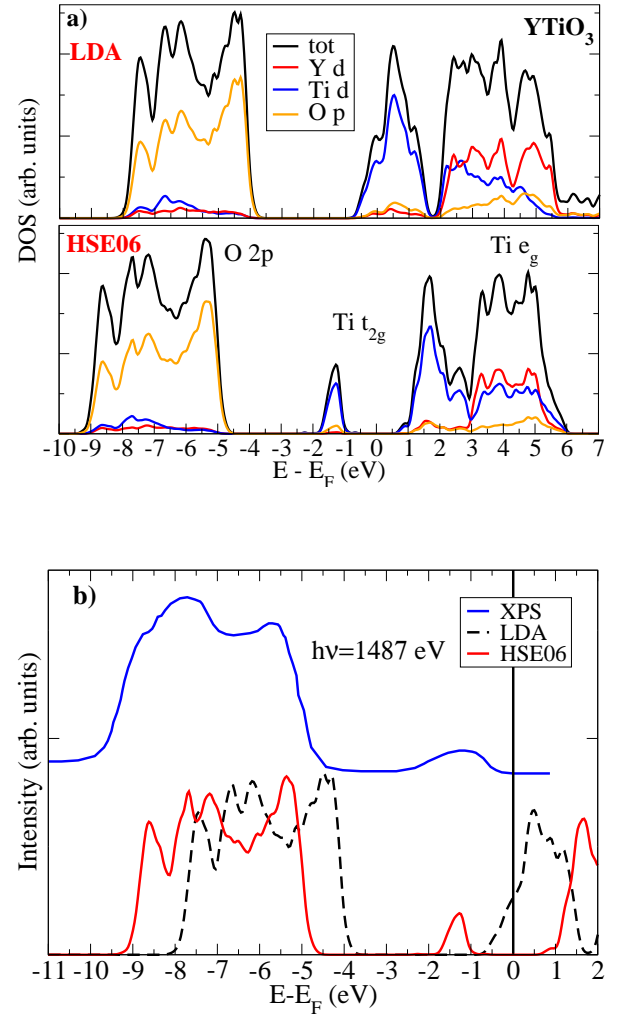 a)
LDA
YTiO3
tot
Y d
Ti d
O p
DOS (arb. units)
HSE06
O 2p
Ti t2g
Ti eg
-10 -9 -8 -7 -6 -5 -4 -3 -2 -1 0 1 2 3 4 5 6 7
E - EF (eV)
b)
XPS
LDA
HSE06
hν=1487 eV
Intensity (arb. units)
-11 -10 -9 -8 -7 -6 -5 -4 -3 -2 -1 0 1 2
E-EF (eV)